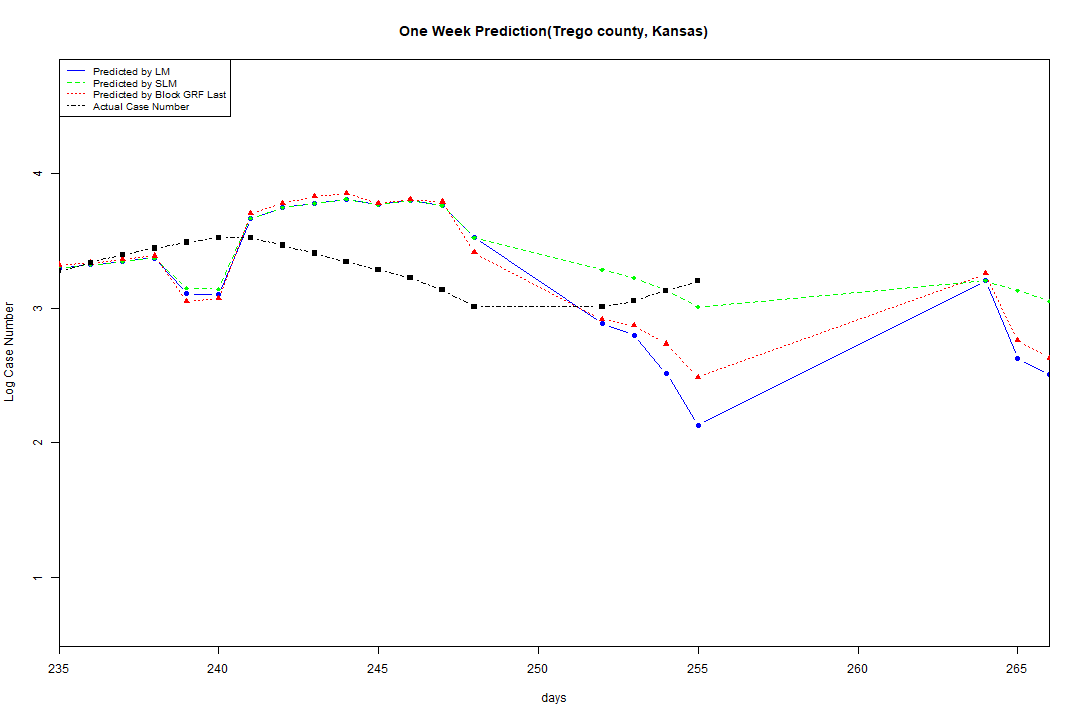 One Week Prediction(Trego county, Kansas)
Predicted by LM
Predicted by SLM
Predicted by Block GRF Last
Actual Case Number
4
3
2
1
Log Case Number
235 240 245 250 255 260 265
days